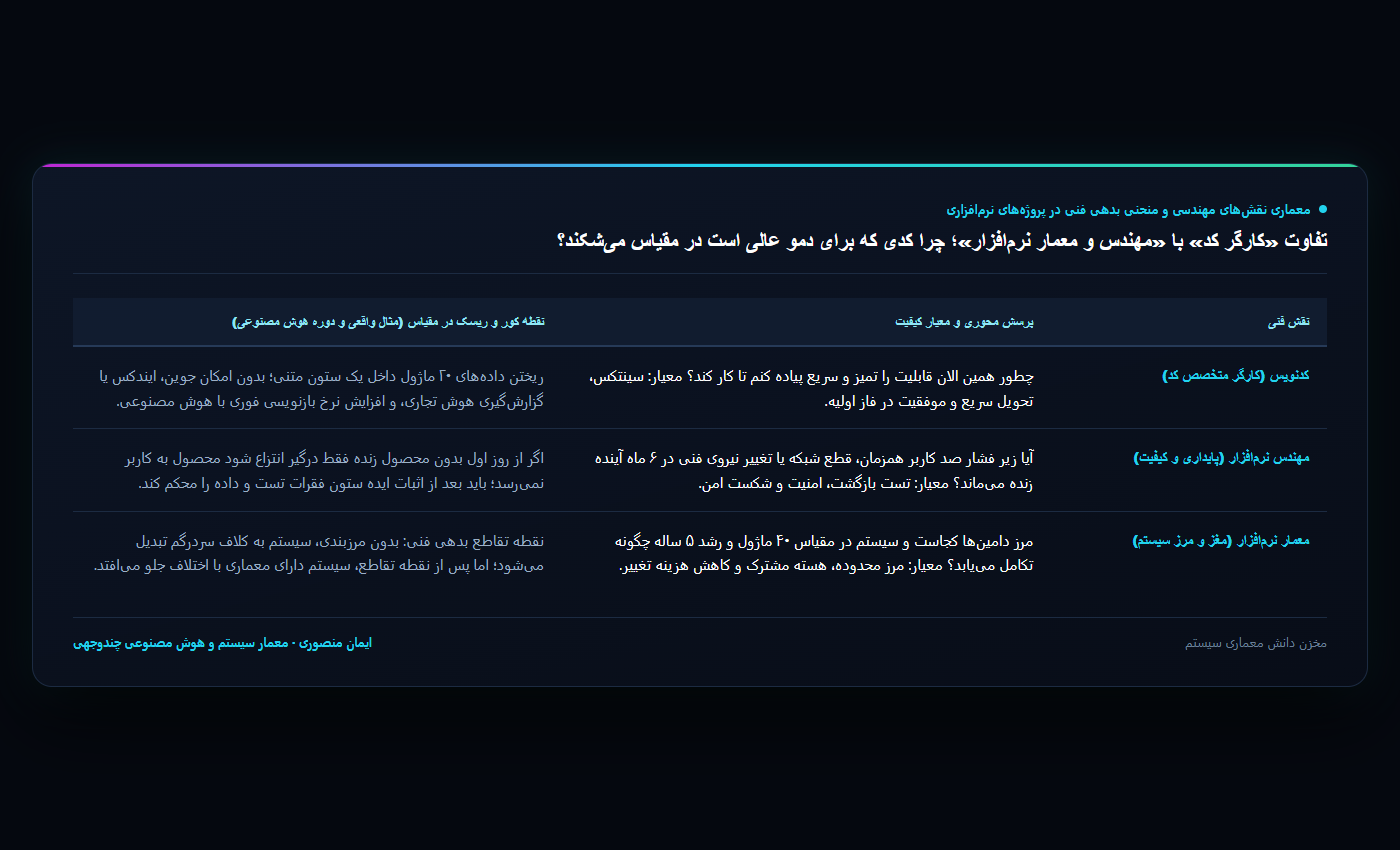 معماری نقش‌های مهندسی و منحنی بدهی فنی در پروژه‌های نرم‌افزاری
تفاوت «کارگر کد» با «مهندس و معمار نرم‌افزار»؛ چرا کدی که برای دمو عالی است در مقیاس می‌شکند؟
نقش فنی
پرسش محوری و معیار کیفیت
نقطه کور و ریسک در مقیاس (مثال واقعی و دوره هوش مصنوعی)
کدنویس (کارگر متخصص کد)
چطور همین الان قابلیت را تمیز و سریع پیاده کنم تا کار کند؟ معیار: سینتکس،
تحویل سریع و موفقیت در فاز اولیه.
ریختن داده‌های ۲۰ ماژول داخل یک ستون متنی؛ بدون امکان جوین، ایندکس یا
گزارش‌گیری هوش تجاری، و افزایش نرخ بازنویسی فوری با هوش مصنوعی.
مهندس نرم‌افزار (پایداری و کیفیت)
آیا زیر فشار صد کاربر همزمان، قطع شبکه یا تغییر نیروی فنی در ۶ ماه آینده
زنده می‌ماند؟ معیار: تست بازگشت، امنیت و شکست امن.
اگر از روز اول بدون محصول زنده فقط درگیر انتزاع شود محصول به کاربر
نمی‌رسد؛ باید بعد از اثبات ایده ستون فقرات تست و داده را محکم کند.
معمار نرم‌افزار (مغز و مرز سیستم)
مرز دامین‌ها کجاست و سیستم در مقیاس ۴۰ ماژول و رشد ۵ ساله چگونه
تکامل می‌یابد؟ معیار: مرز محدوده، هسته مشترک و کاهش هزینه تغییر.
نقطه تقاطع بدهی فنی: بدون مرزبندی، سیستم به کلاف سردرگم تبدیل
می‌شود؛ اما پس از نقطه تقاطع، سیستم دارای معماری با اختلاف جلو می‌افتد.
مخزن دانش معماری سیستم
ایمان منصوری · معمار سیستم و هوش مصنوعی چندوجهی